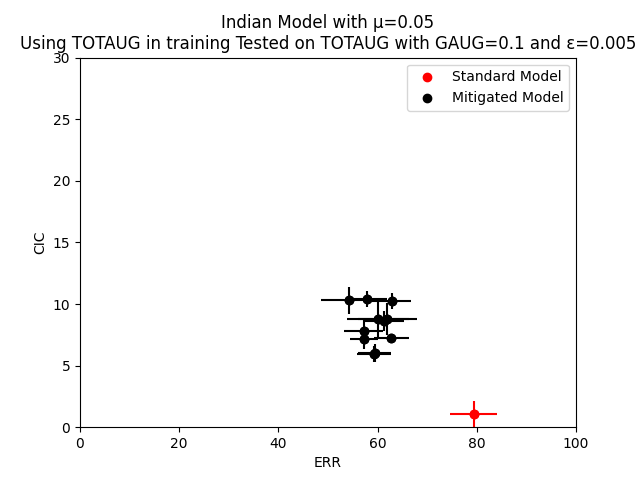 Indian Model with μ=0.05
Using TOTAUG in training Tested on TOTAUG with GAUG=0.1 and ε=0.005
Standard Model
Mitigated Model
CIC
30
25
20
15
10
5
0
0 20 40 60 80 100
ERR